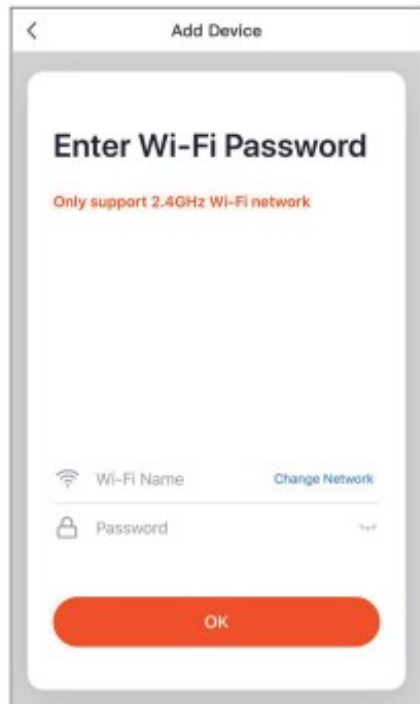 Add Device
Enter Wi-Fi Password
Only support 2.4GHz Wi-Fi network
Wi-Fi Name Change Network
Password
OK